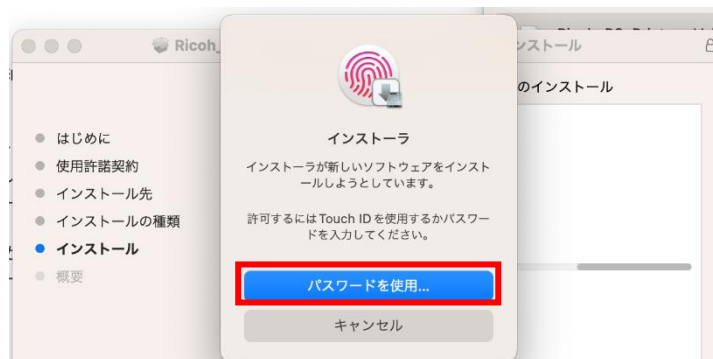 Ricoh_
ンストール
のインストール
はじめに
使用許諾契約
インストール先
インストールの種類
インストール
概要
インストーラ
インストーラが新しいソフトウェアをインスト
ールしようとしています。
許可するにはTouch IDを使用するかパスワー
ドを入力してください。
パスワードを使用...
キャンセル